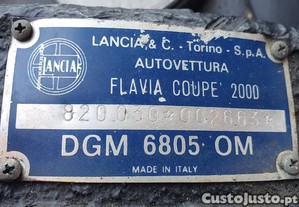 LANCIA
LANCIA & C. - Torino - S.p.A
AUTOVETTURA
FLAVIA COUPE' 2000
DGM 6805 OM
MADE IN ITALY
CustoJusto.pt